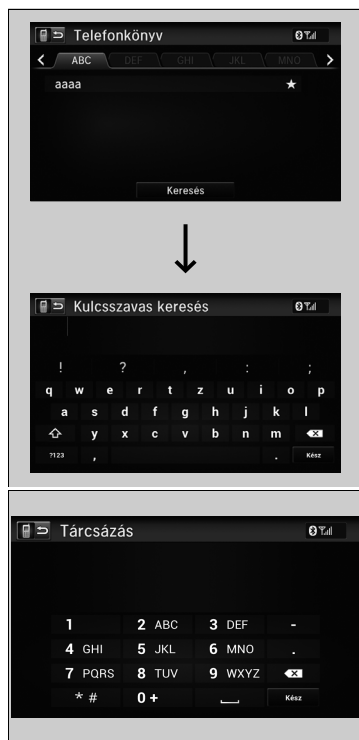 Telefonkönyv
ABC DEF GHI JKL MNO
aaaa ★
Keresés
Kulcsszavas keresés
! ? , : ;
q w e r t z u i o p
a s d f g h j k l
y x c v b n m
?123 , . Kész
Tárcsázás
1 2 ABC 3 DEF -
4 GHI 5 JKL 6 MNO .
7 PQRS 8 TUV 9 WXYZ
* # 0 + Kész